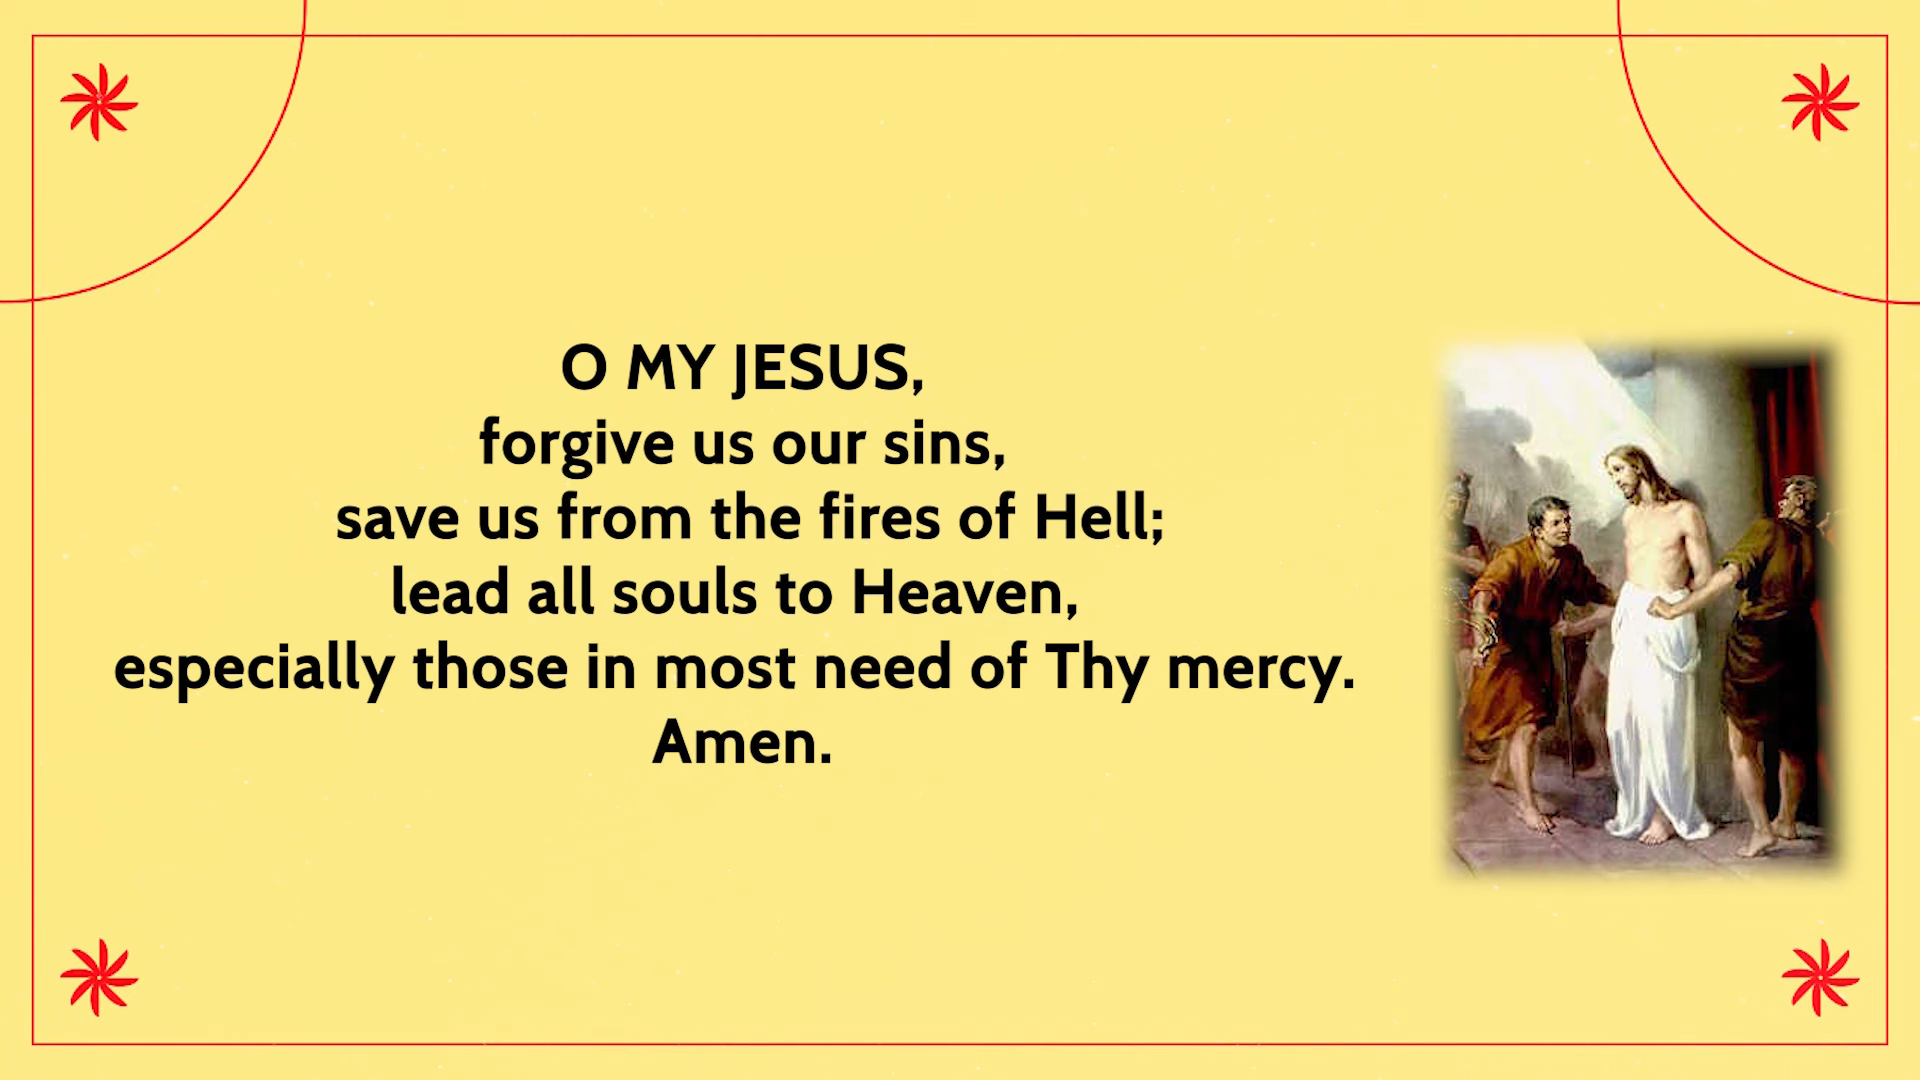 O MY JESUS,
forgive us our sins,
save us from the fires of Hell;
lead all souls to Heaven,
especially those in most need of Thy mercy.
Amen.